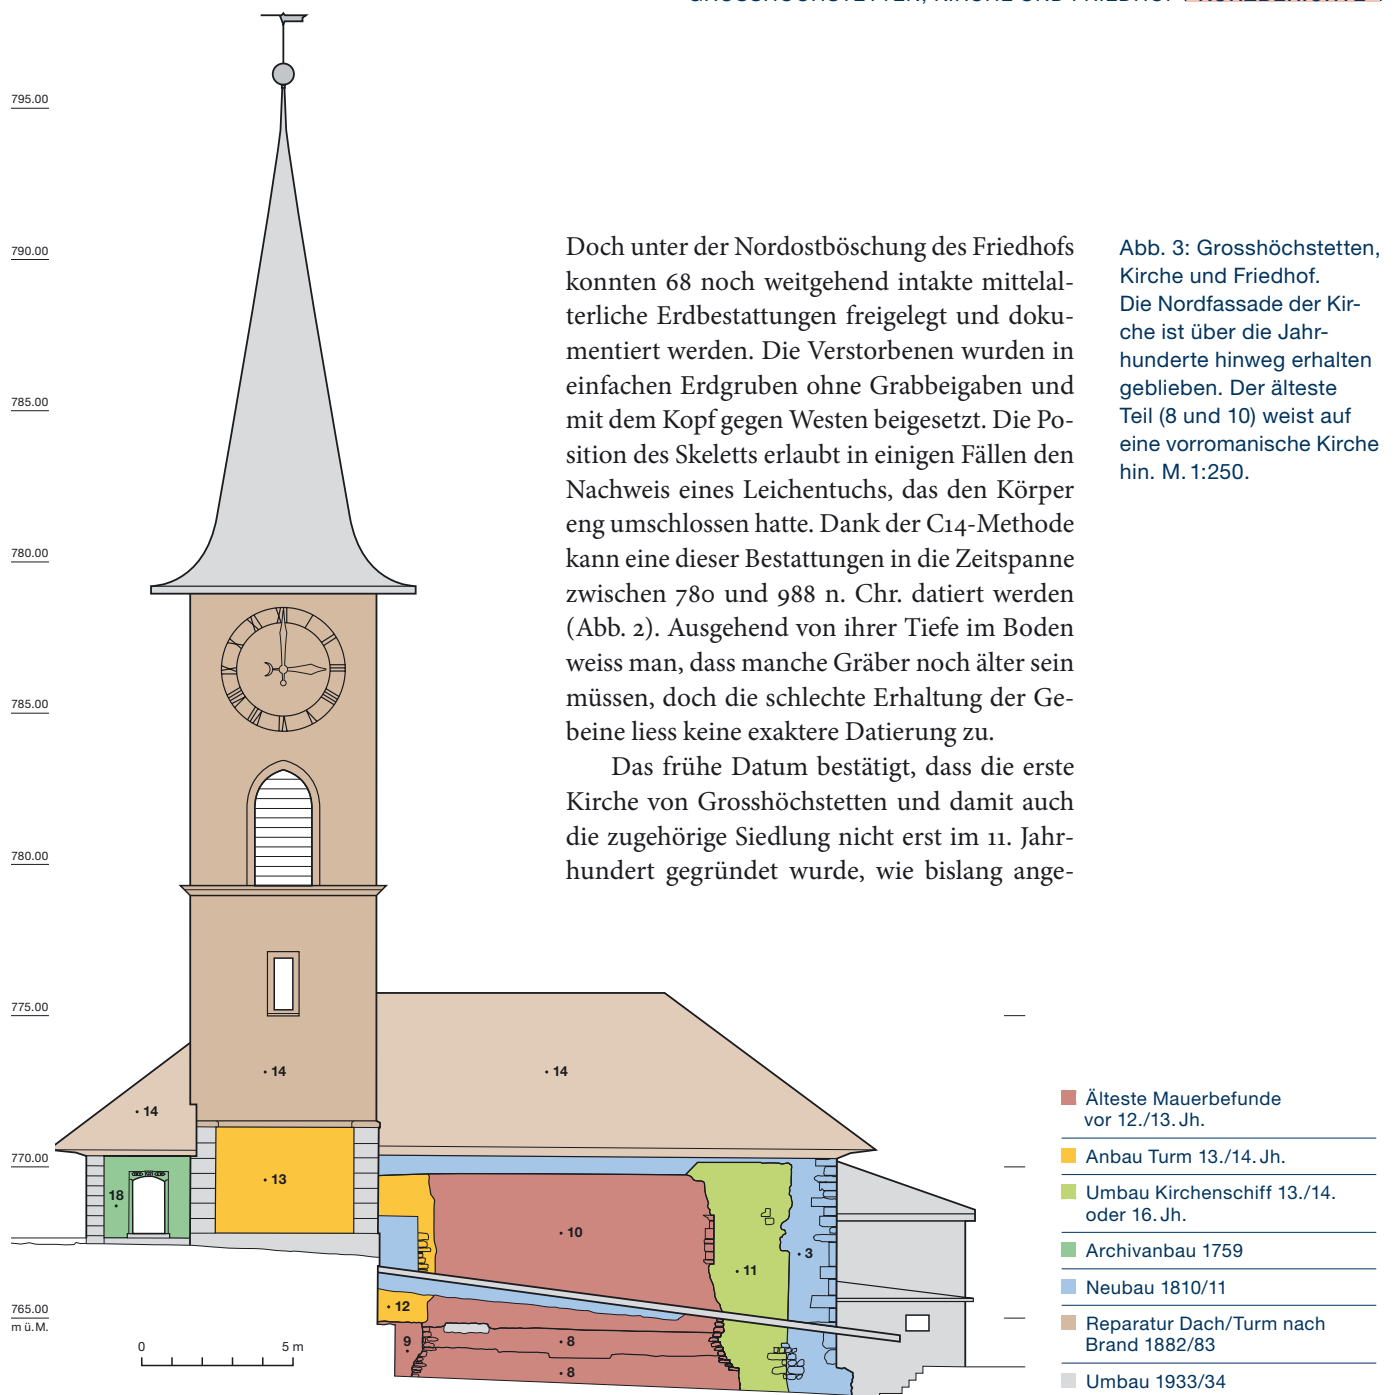 795.00
790.00
785.00
780.00
785.00
780.00
775.00
770.00
765.00
m ü. M.
0 5 m
14
14
14
13
18
10
11
3
12
9
8
8
Doch unter der Nordostböschung des Friedhofs
konnten 68 noch weitgehend intakte mittelal-
terliche Erdbestattungen freigelegt und doku-
mentiert werden. Die Verstorbenen wurden in
einfachen Erdgruben ohne Grabbeigaben und
mit dem Kopf gegen Westen beigesetzt. Die Po-
sition des Skeletts erlaubt in einigen Fällen den
Nachweis eines Leichentuchs, das den Körper
eng umschlossen hatte. Dank der C14-Methode
kann eine dieser Bestattungen in die Zeitspanne
zwischen 780 und 988 n. Chr. datiert werden
(Abb. 2). Ausgehend von ihrer Tiefe im Boden
weiss man, dass manche Gräber noch älter sein
müssen, doch die schlechte Erhaltung der Ge-
beine liess keine exaktere Datierung zu.
Das frühe Datum bestätigt, dass die erste
Kirche von Grosshöchstetten und damit auch
die zugehörige Siedlung nicht erst im 11. Jahr-
hundert gegründet wurde, wie bislang ange-
Abb. 3: Grosshöchstetten,
Kirche und Friedhof.
Die Nordfassade der Kir-
che ist über die Jahr-
hunderte hinweg erhalten
geblieben. Der älteste
Teil (8 und 10) weist auf
eine vorromanische Kirche
hin. M. 1:250.
Älteste Mauerbefunde
vor 12./13. Jh.
Anbau Turm 13./14. Jh.
Umbau Kirchenschiff 13./14.
oder 16. Jh.
Archivanbau 1759
Neubau 1810/11
Reparatur Dach/Turm nach
Brand 1882/83
Umbau 1933/34